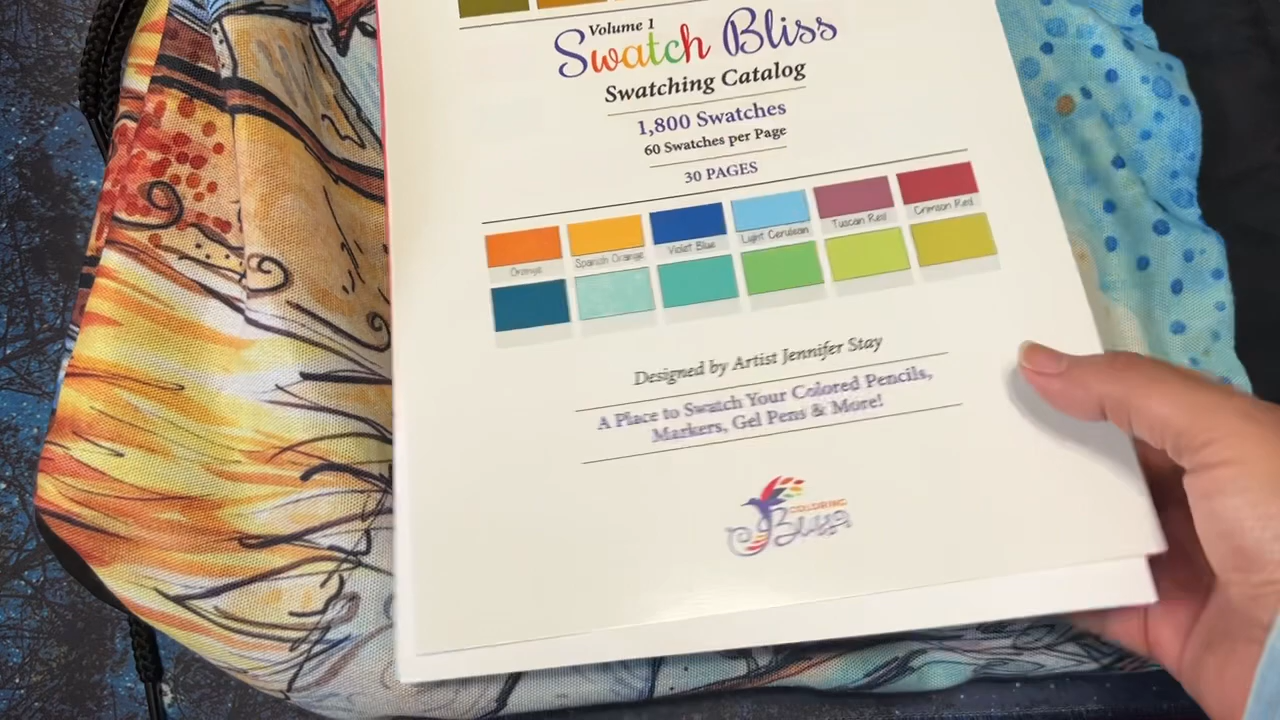 Volume 1
Swatch Bliss
Swatching Catalog
1,800 Swatches
60 Swatches per Page
30 PAGES
Orange Spanish Orange Violet Blue Light Cerulean Tuscan Red Crimson Red
Designed by Artist Jennifer Stay
A Place to Swatch Your Colored Pencils,
Markers, Gel Pens & More!
COLORING
Bliss